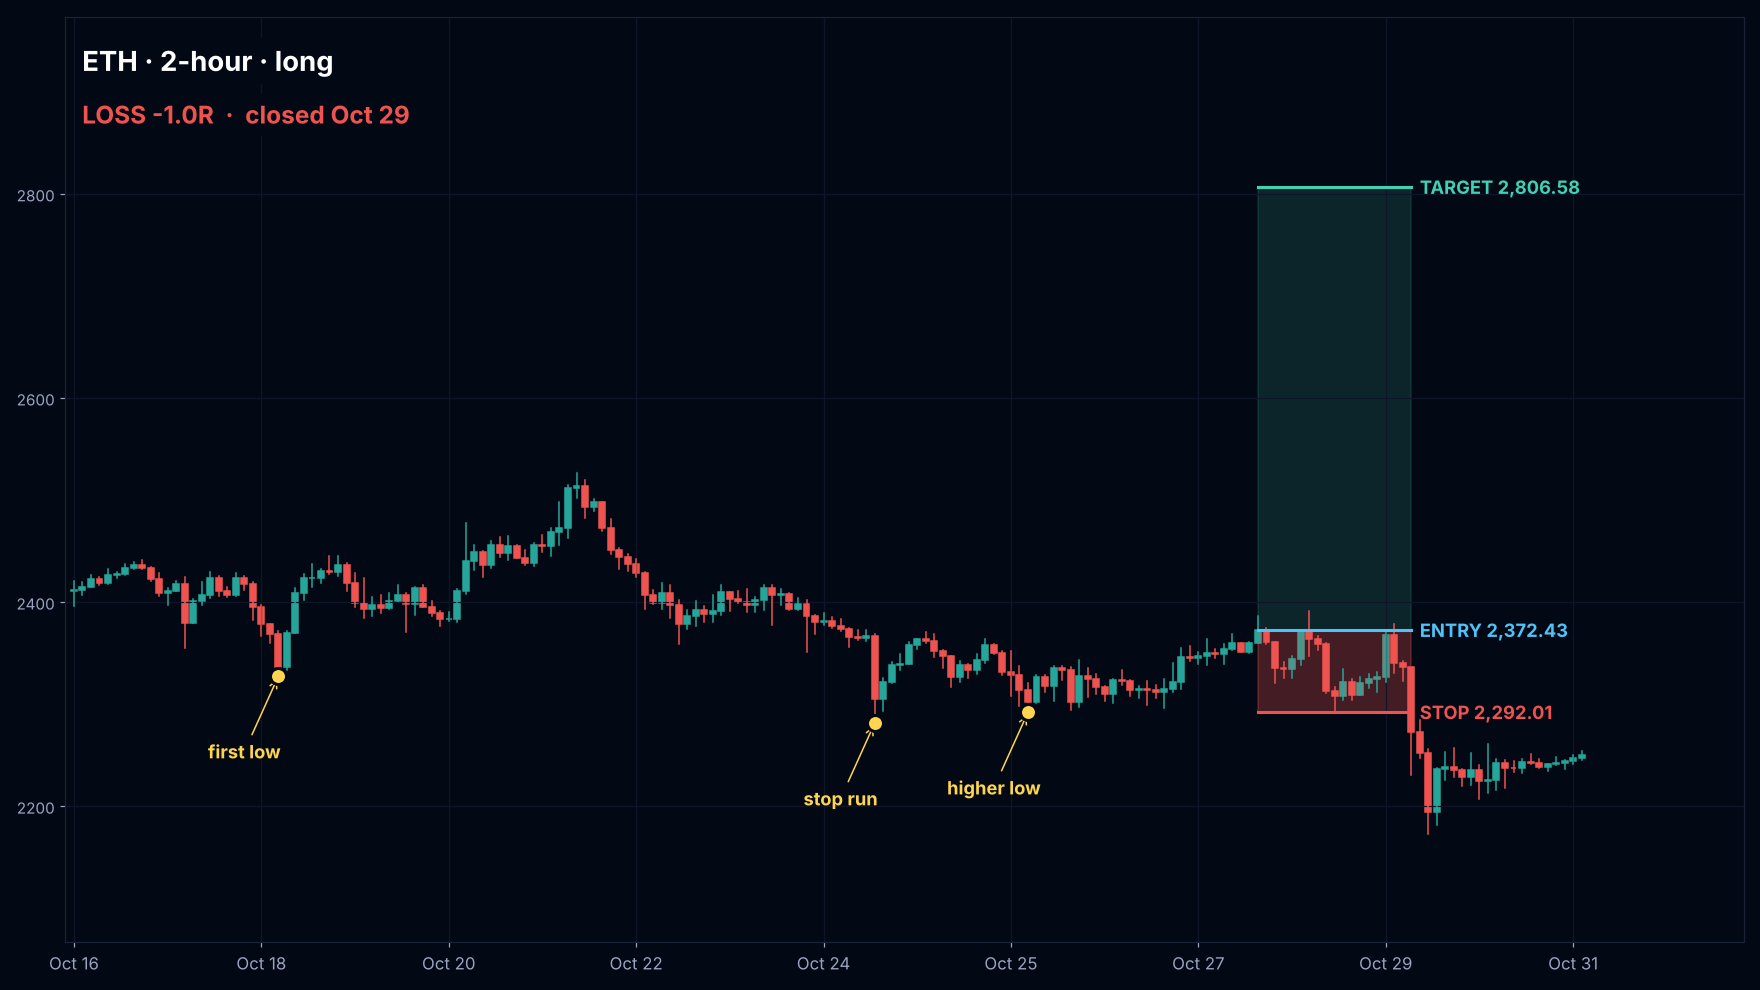 ETH · 2-hour · long
LOSS -1.0R · closed Oct 29
TARGET 2,806.58
2800
2600
ENTRY 2,372.43
2400
STOP 2,292.01
first low
higher low
stop run
2200
Oct 16
Oct 18
Oct 20
Oct 22
Oct 24
Oct 25
Oct 27
Oct 29
Oct 31